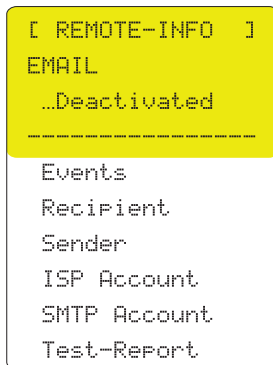 [ REMOTE-INFO ]
EMAIL
…Deactivated
----------------
Events
Recipient
Sender
ISP Account
SMTP Account
Test-Report